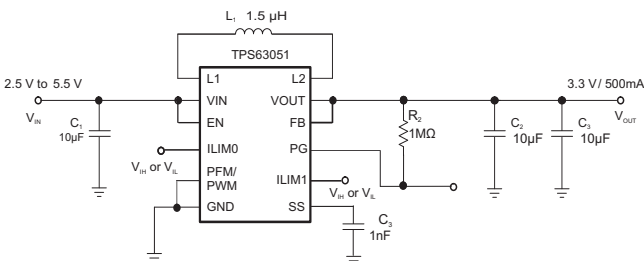 L₁ 1.5 µH
TPS63051
L1
L2
2.5 V to 5.5 V
3.3 V/ 500mA
VIN
VOUT
V_IN
V_OUT
C₁
10µF
EN
FB
R₂
1MΩ
C₂
10µF
C₃
10µF
ILIM0
PG
V_IH or V_IL
PFM/
PWM
ILIM1
V_IH or V_IL
GND
SS
C₃
1nF